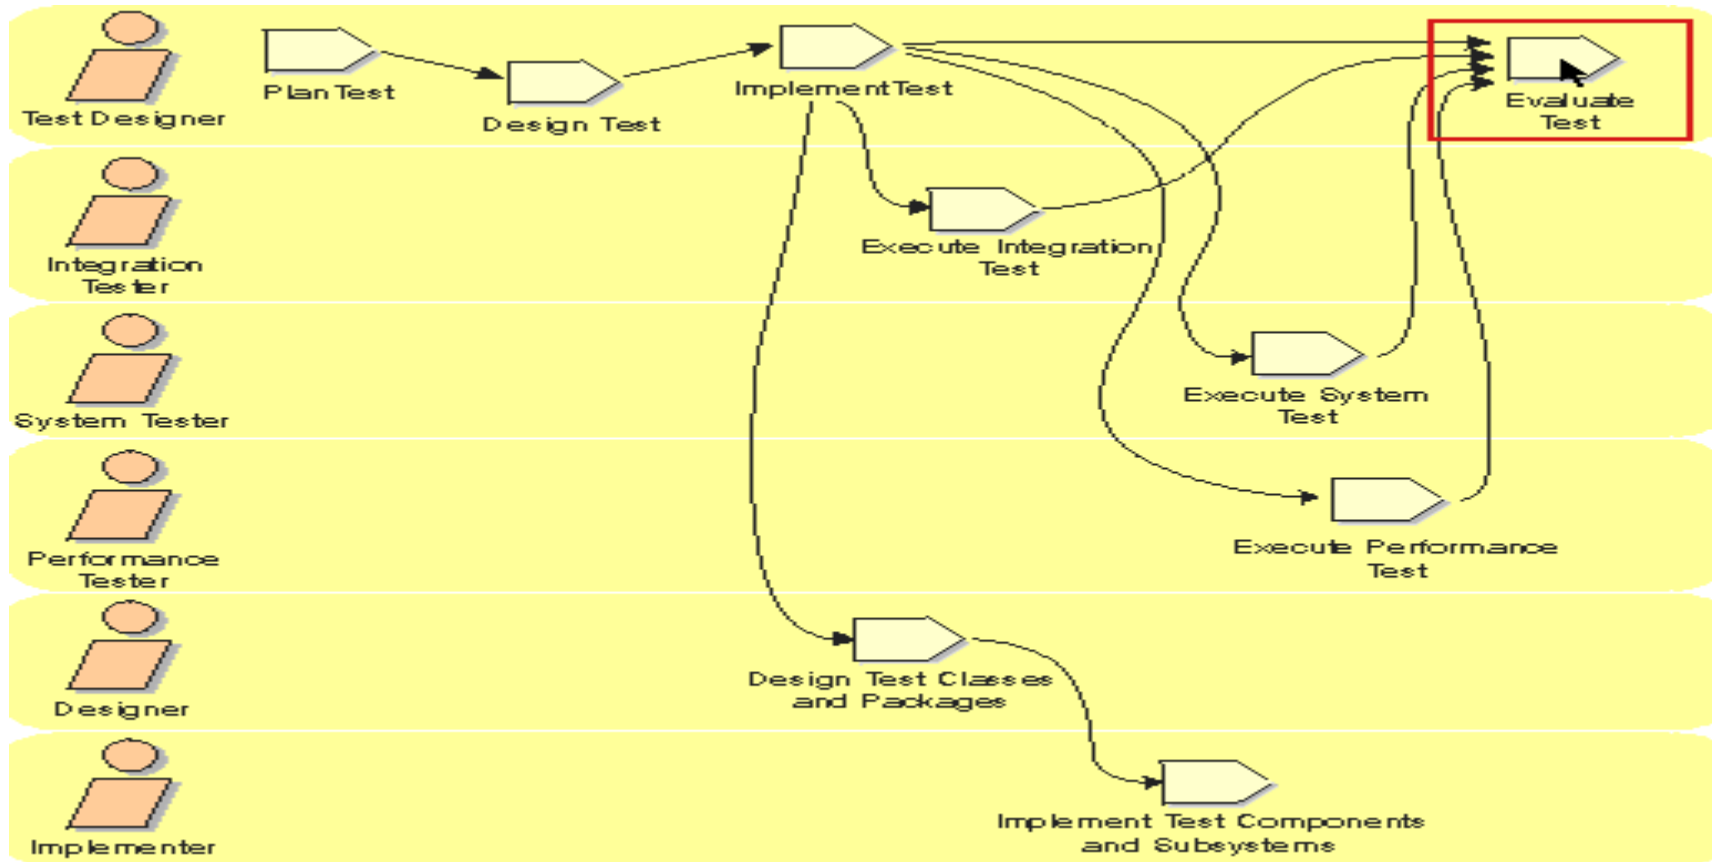 Test Designer
Plan Test
Design Test
Implement Test
Evaluate
Test
Integration
Tester
Execute Integration
Test
System Tester
Execute System
Test
Performance
Tester
Execute Performance
Test
Designer
Design Test Classes
and Packages
Implementer
Implement Test Components
and Subsystems